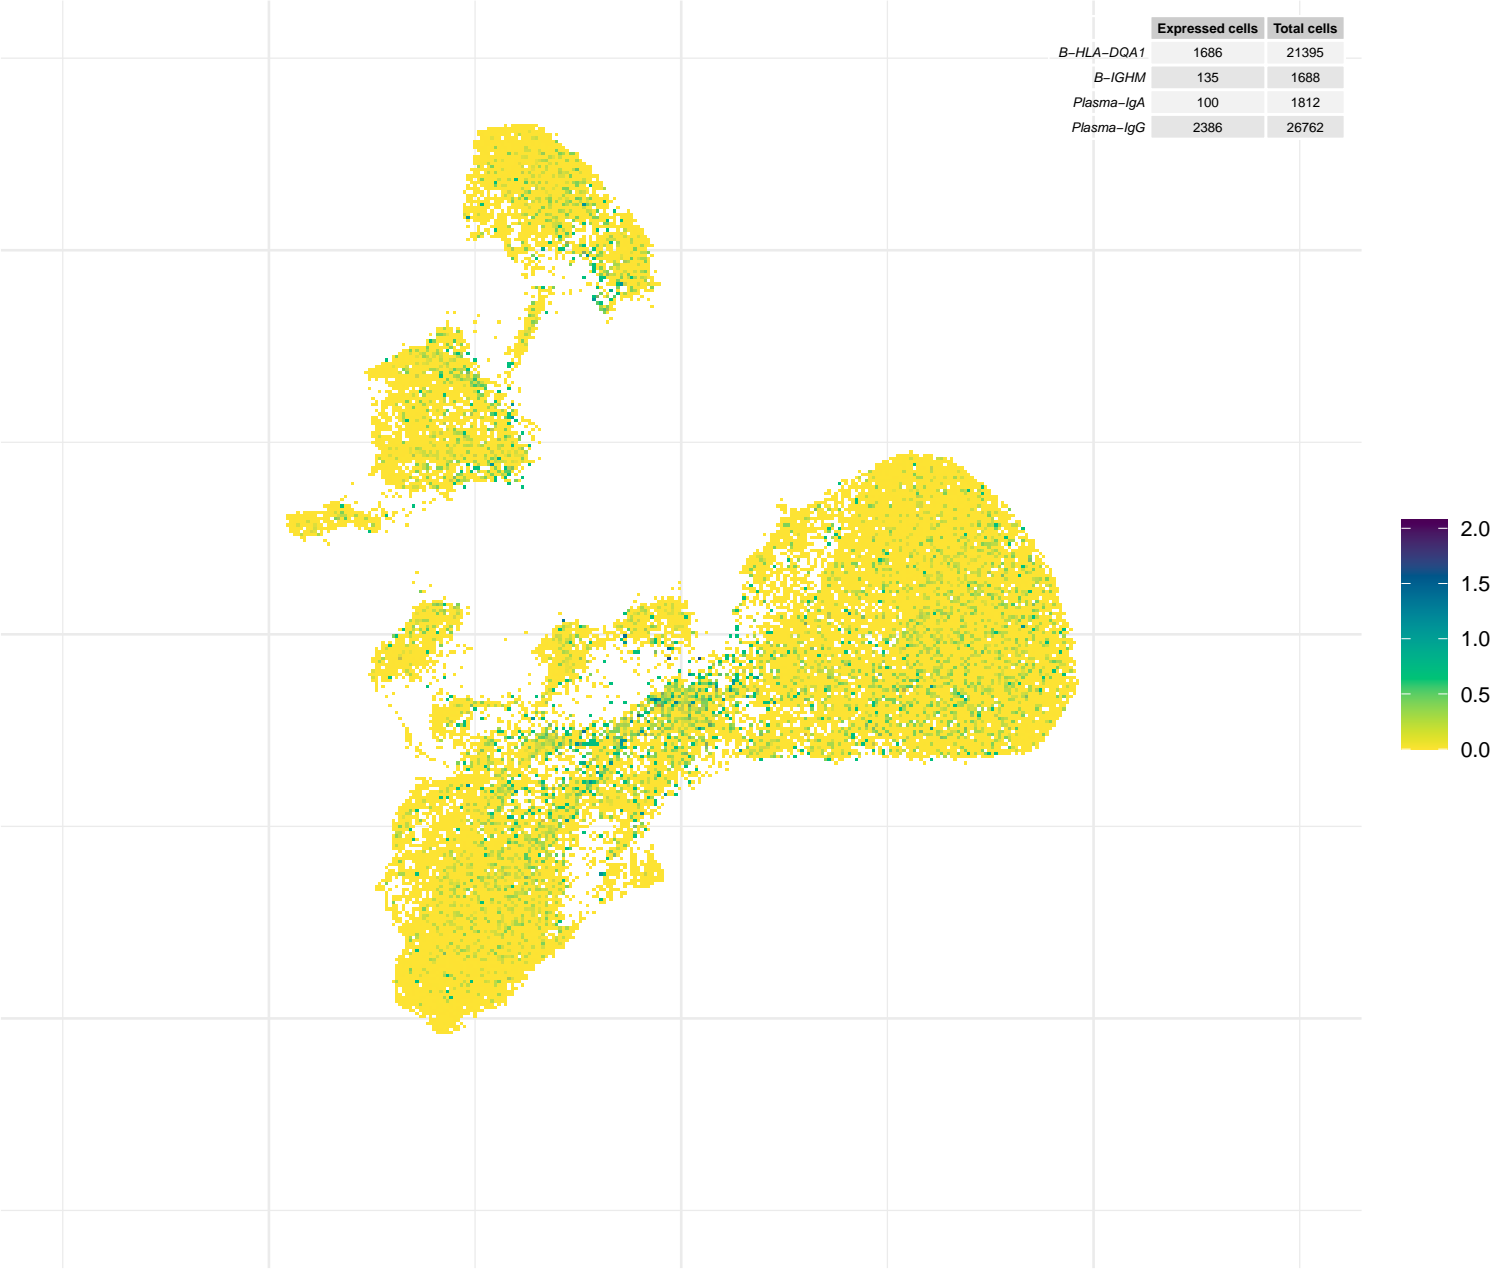 Expressed cells Total cells
B−HLA−DQA1 1686 21395
B−IGHM 135 1688
Plasma−IgA 100 1812
Plasma−IgG 2386 26762
2.0
1.5
1.0
0.5
0.0